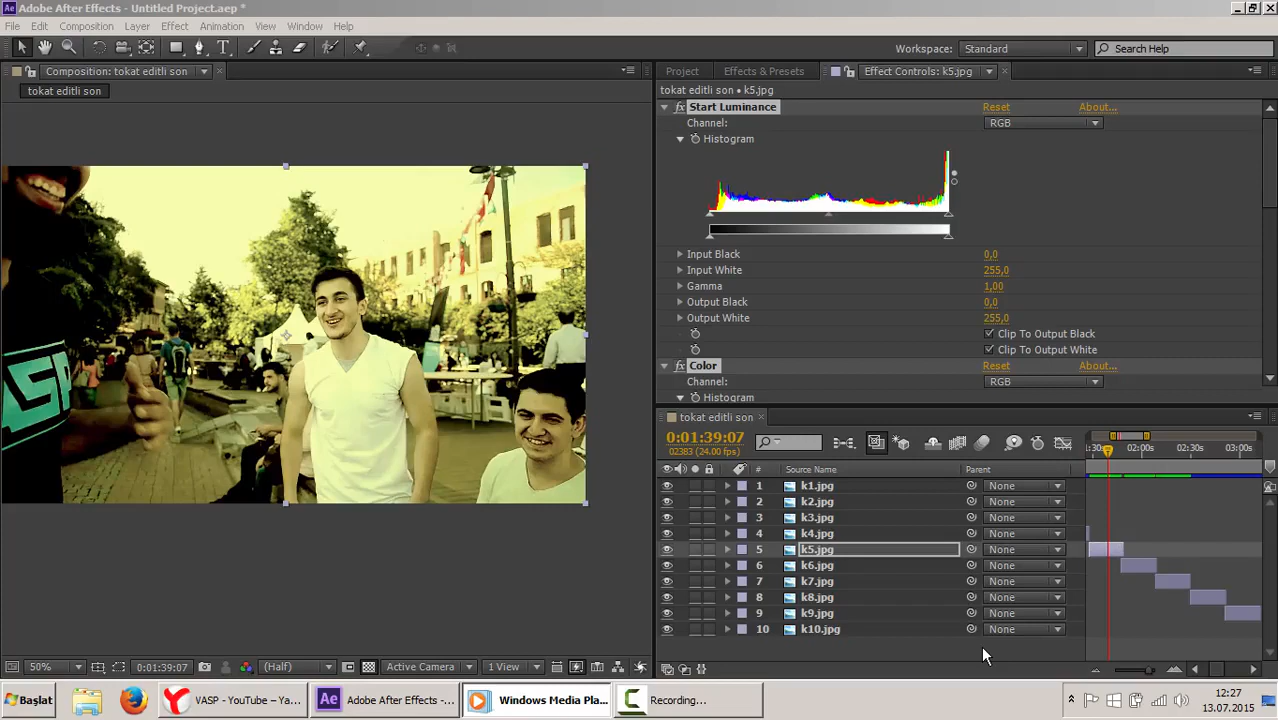 Adobe After Effects - Untitled Project.aep *
File Edit Composition Layer Effect Animation View Window Help
Workspace: Standard Search Help
Composition: tokat editli son
Project Effects & Presets Effect Controls: k5.jpg
tokat editli son
tokat editli son • k5.jpg
fx Start Luminance Reset About...
Channel: RGB
Histogram
Input Black 0,0
Input White 255,0
Gamma 1,00
Output Black 0,0
Output White 255,0
Clip To Output Black
Clip To Output White
fx Color Reset About...
Channel: RGB
Histogram
tokat editli son
0:01:39:07
02383 (24.00 fps)
:30s 02:00s 02:30s 03:00s
# Source Name Parent
1 k1.jpg None
2 k2.jpg None
3 k3.jpg None
4 k4.jpg None
5 k5.jpg None
6 k6.jpg None
7 k7.jpg None
8 k8.jpg None
9 k9.jpg None
10 k10.jpg None
50% 0:01:39:07 (Half) Active Camera 1 View
Başlat VASP - YouTube – Ya... Adobe After Effects -... Windows Media Pla... Recording...
12:27
13.07.2015